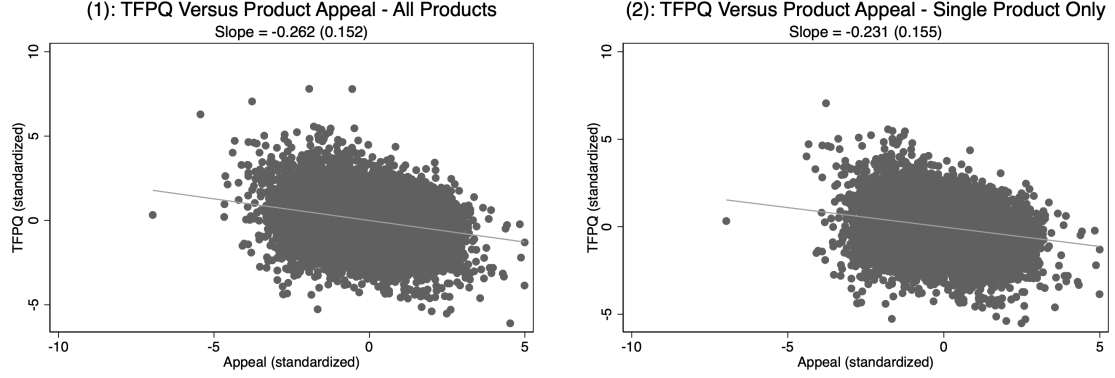 (1): TFPQ Versus Product Appeal - All Products
Slope = -0.262 (0.152)
10
5
0
-5
TFPQ (standardized)
-10
-5
0
5
Appeal (standardized)
(2): TFPQ Versus Product Appeal - Single Product Only
Slope = -0.231 (0.155)
10
5
0
-5
TFPQ (standardized)
-10
-5
0
5
Appeal (standardized)